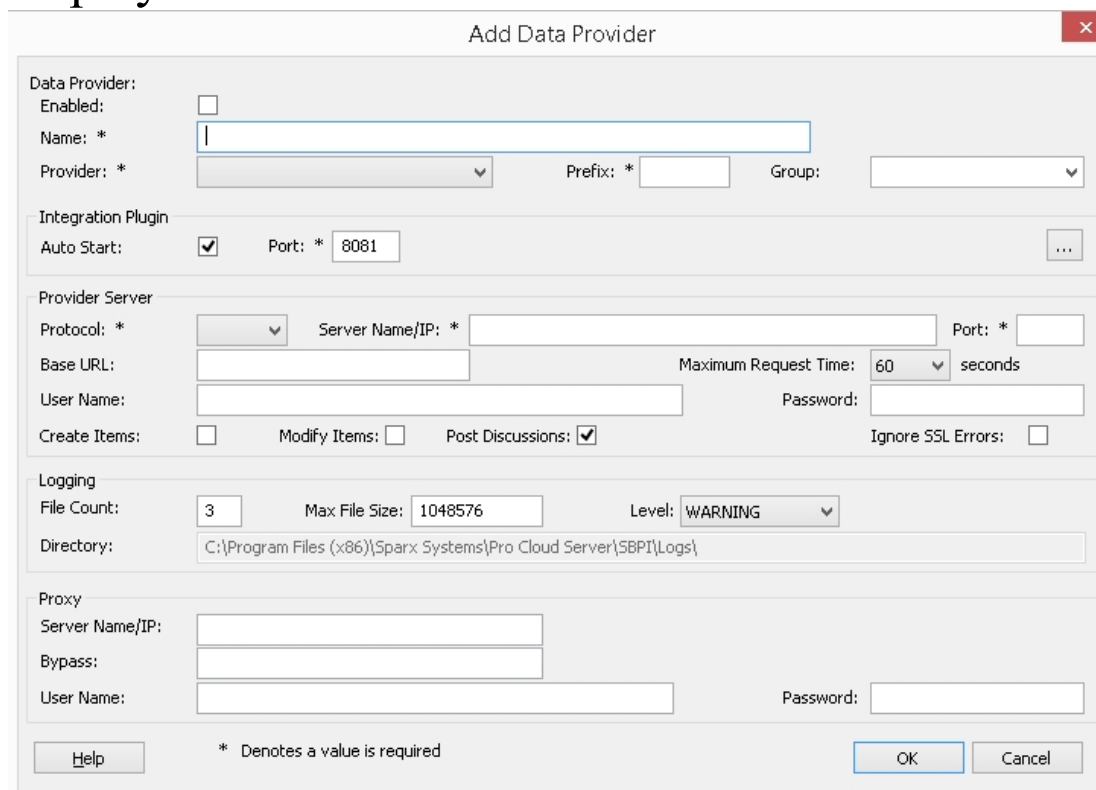 Add Data Provider
Data Provider:
Enabled:
Name: *
Provider: * Prefix: * Group:
Integration Plugin
Auto Start: Port: * 8081 ...
Provider Server
Protocol: * Server Name/IP: * Port: *
Base URL: Maximum Request Time: 60 seconds
User Name: Password:
Create Items: Modify Items: Post Discussions: Ignore SSL Errors:
Logging
File Count: 3 Max File Size: 1048576 Level: WARNING
Directory: C:\Program Files (x86)\Sparx Systems\Pro Cloud Server\SBPI\Logs\
Proxy
Server Name/IP:
Bypass:
User Name: Password:
Help * Denotes a value is required OK Cancel